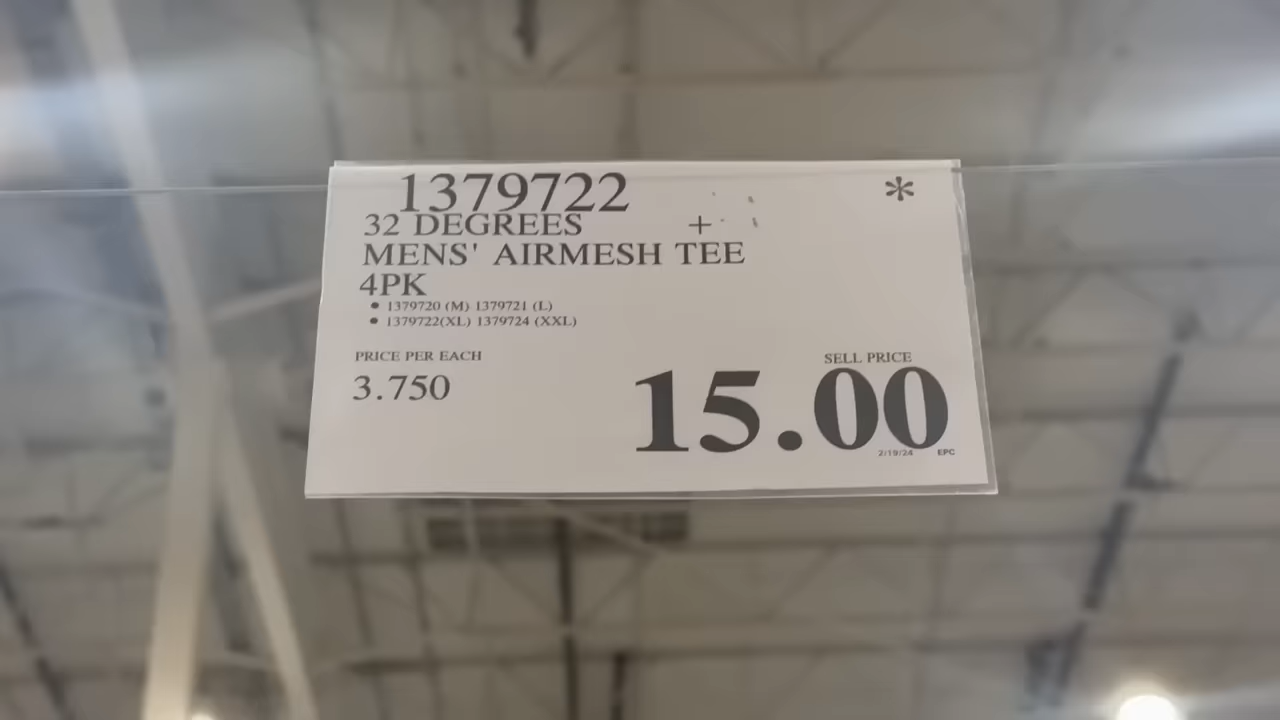 1379722 *
32 DEGREES +
MENS' AIRMESH TEE
4PK
• 1379720 (M) 1379721 (L)
• 1379722(XL) 1379724 (XXL)
PRICE PER EACH
3.750
SELL PRICE
15.00
2/19/24 EPC